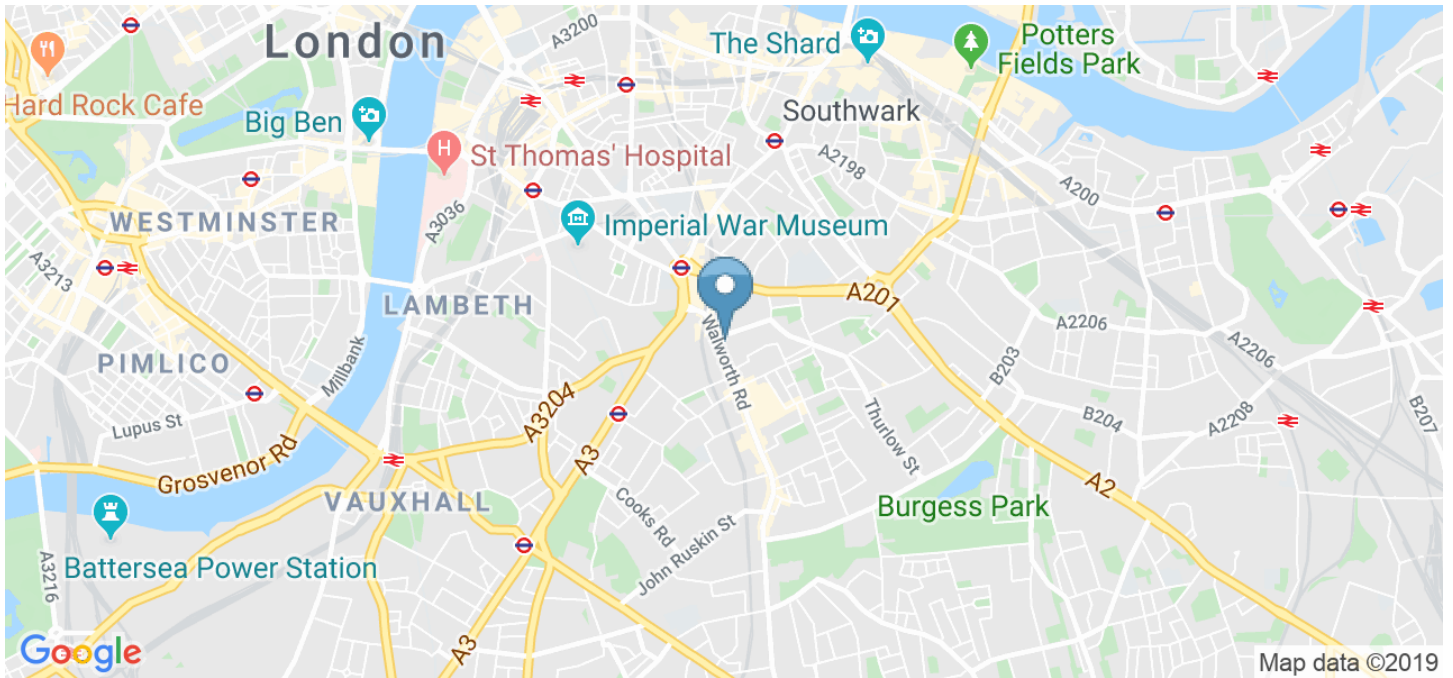 London
A3200
The Shard
Potters
Fields Park
Hard Rock Cafe
Big Ben
Southwark
H
St Thomas' Hospital
A2198
A200
WESTMINSTER
A3036
Imperial War Museum
A3213
LAMBETH
A201
A2206
A2206
PIMLICO
Millbank
Walworth Rd
B203
Lupus St
A3204
Thurlow St
B204
A2208
B207
Grosvenor Rd
A3
A2
VAUXHALL
Cooks Rd
John Ruskin St
Burgess Park
Battersea Power Station
A3216
A3
Google
Map data ©2019